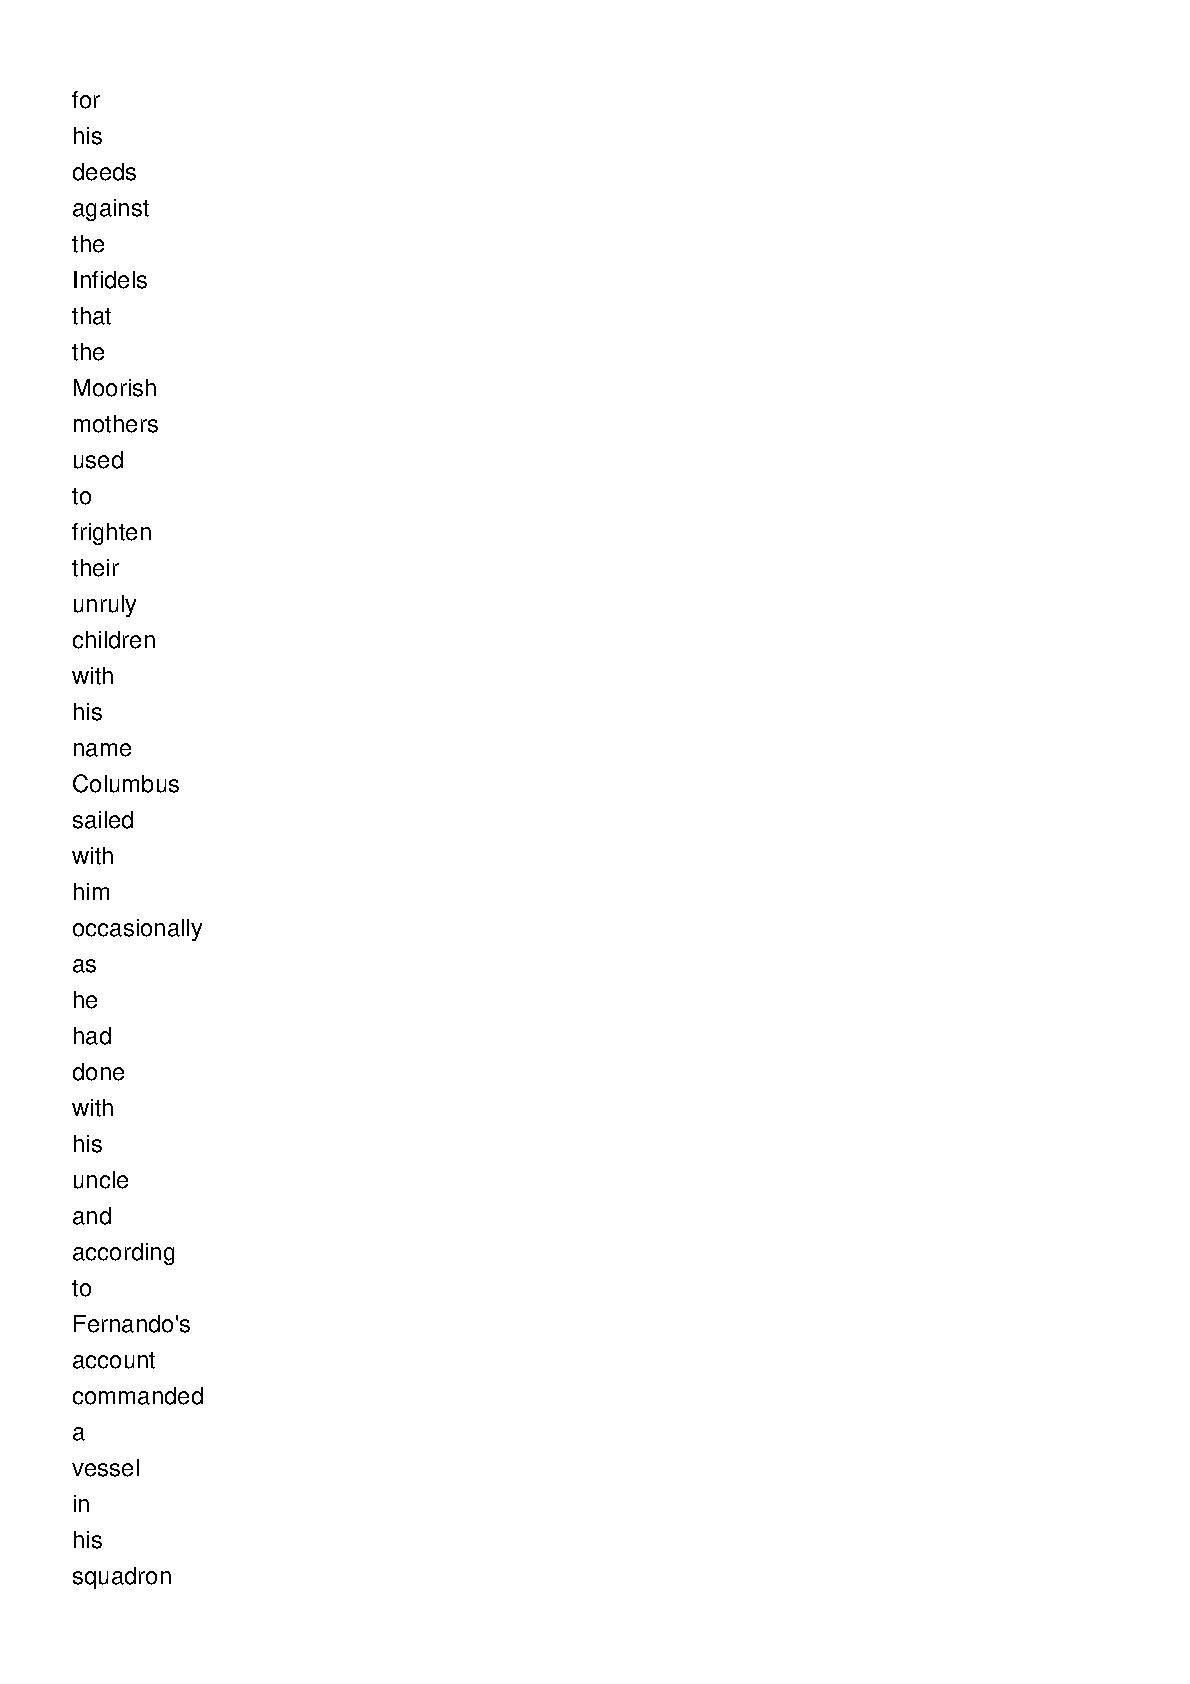 for
his
deeds
against
the
Infidels
that
the
Moorish
mothers
used
to
frighten
their
unruly
children
with
his
name
Columbus
sailed
with
him
occasionally
as
he
had
done
with
his
uncle
and
according
to
Fernando's
account
commanded
a
vessel
in
his
squadron